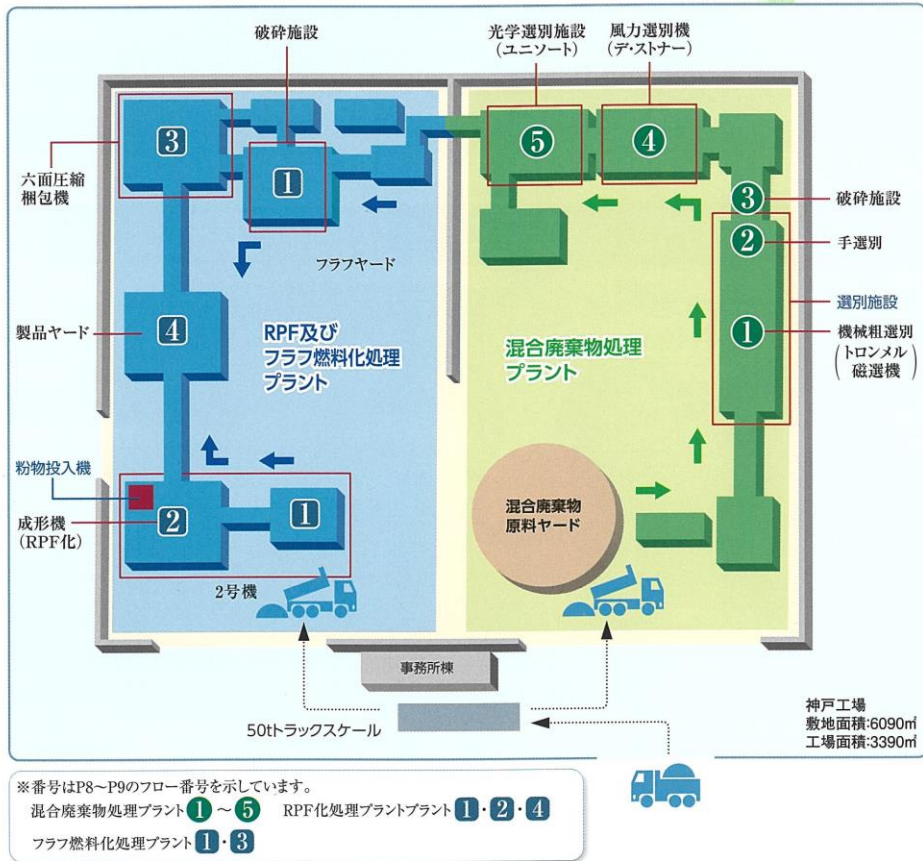 破砕施設
光学選別施設
(ユニソート)
風力選別機
(デ・ストナー)
3
5
4
六面圧縮
梱包機
1
3
破砕施設
2
手選別
フラフヤード
選別施設
製品ヤード
4
RPF及び
フラフ燃料化処理
プラント
混合廃棄物処理
プラント
1
機械粗選別
(トロンメル
磁選機)
粉物投入機
成形機
(RPF化)
2
1
混合廃棄物
原料ヤード
2号機
事務所棟
50tトラックスケール
神戸工場
敷地面積:6090㎡
工場面積:3390㎡
※番号はP8〜P9のフロー番号を示しています。
混合廃棄物処理プラント1〜5 RPF化処理プラントプラント1・2・4
フラフ燃料化処理プラント1・3